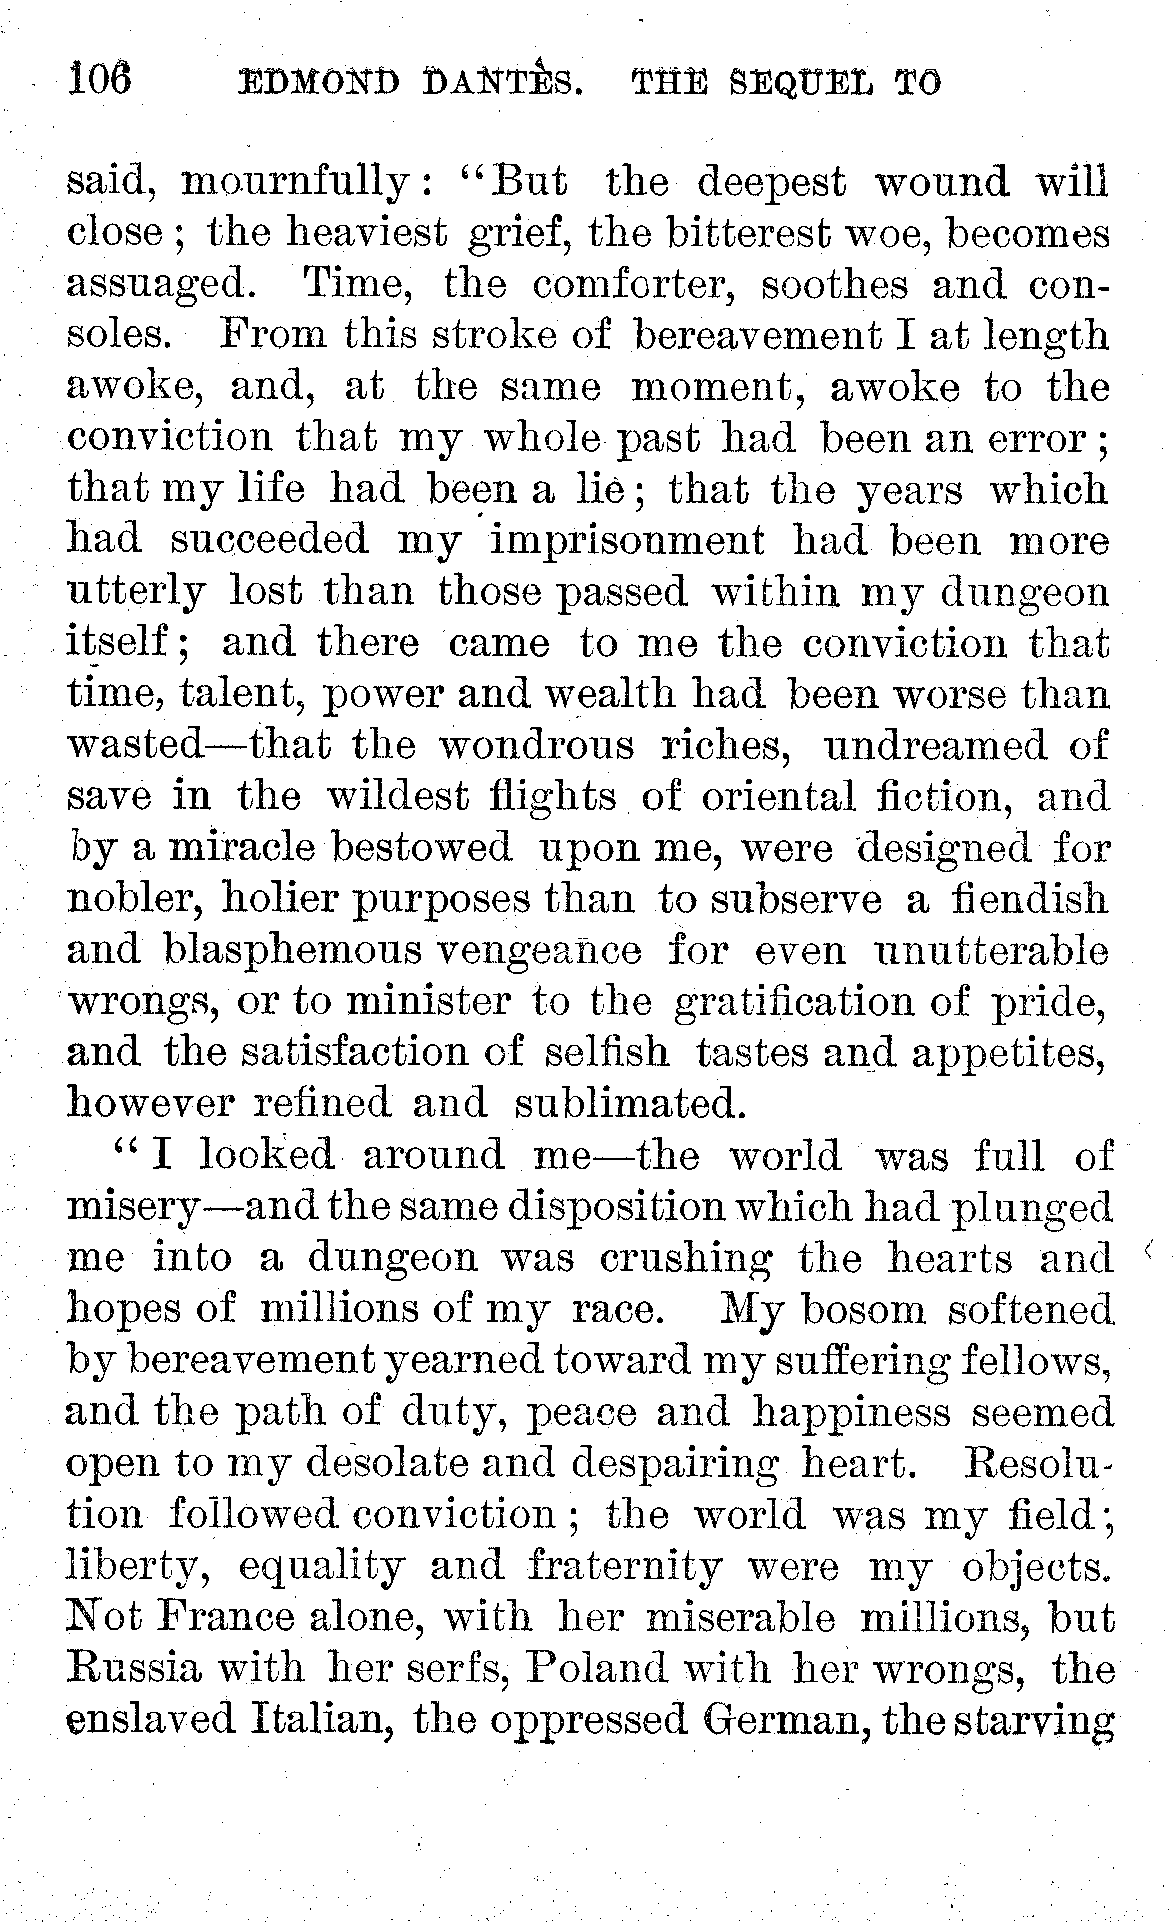 106 EDMOND DANTÈS. THE SEQUEL TO
said, mournfully: "But the deepest wound will
close; the heaviest grief, the bitterest woe, becomes
assuaged. Time, the comforter, soothes and con-
soles. From this stroke of bereavement I at length
awoke, and, at the same moment, awoke to the
conviction that my whole past had been an error;
that my life had been a lie; that the years which
had succeeded my imprisonment had been more
utterly lost than those passed within my dungeon
itself; and there came to me the conviction that
time, talent, power and wealth had been worse than
wasted—that the wondrous riches, undreamed of
save in the wildest flights of oriental fiction, and
by a miracle bestowed upon me, were designed for
nobler, holier purposes than to subserve a fiendish
and blasphemous vengeance for even unutterable
wrongs, or to minister to the gratification of pride,
and the satisfaction of selfish tastes and appetites,
however refined and sublimated.
"I looked around me—the world was full of
misery—and the same disposition which had plunged
me into a dungeon was crushing the hearts and
hopes of millions of my race. My bosom softened
by bereavement yearned toward my suffering fellows,
and the path of duty, peace and happiness seemed
open to my desolate and despairing heart. Resolu-
tion followed conviction; the world was my field;
liberty, equality and fraternity were my objects.
Not France alone, with her miserable millions, but
Russia with her serfs, Poland with her wrongs, the
enslaved Italian, the oppressed German, the starving